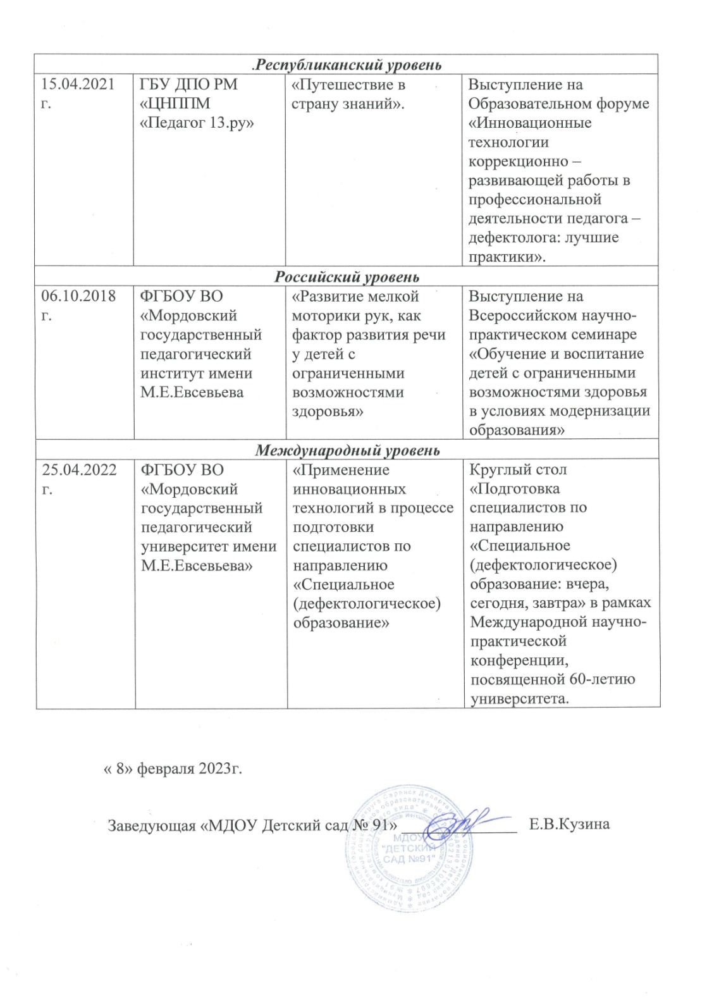 .Республиканский уровень
15.04.2021
г.
ГБУ ДПО РМ
«ЦНППМ
«Педагог 13.ру»
«Путешествие в
страну знаний».
Выступление на
Образовательном форуме
«Инновационные
технологии
коррекционно –
развивающей работы в
профессиональной
деятельности педагога –
дефектолога: лучшие
практики».
Российский уровень
06.10.2018
г.
ФГБОУ ВО
«Мордовский
государственный
педагогический
институт имени
М.Е.Евсевьева
«Развитие мелкой
моторики рук, как
фактор развития речи
у детей с
ограниченными
возможностями
здоровья»
Выступление на
Всероссийском научно-
практическом семинаре
«Обучение и воспитание
детей с ограниченными
возможностями здоровья
в условиях модернизации
образования»
Международный уровень
25.04.2022
г.
ФГБОУ ВО
«Мордовский
государственный
педагогический
университет имени
М.Е.Евсевьева»
«Применение
инновационных
технологий в процессе
подготовки
специалистов по
направлению
«Специальное
(дефектологическое)
образование»
Круглый стол
«Подготовка
специалистов по
направлению
«Специальное
(дефектологическое)
образование: вчера,
сегодня, завтра» в рамках
Международной научно-
практической
конференции,
посвященной 60-летию
университета.
« 8» февраля 2023г.
Заведующая «МДОУ Детский сад № 91» ______________ Е.В.Кузина
МДОУ
"ДЕТСКИЙ
САД №91"